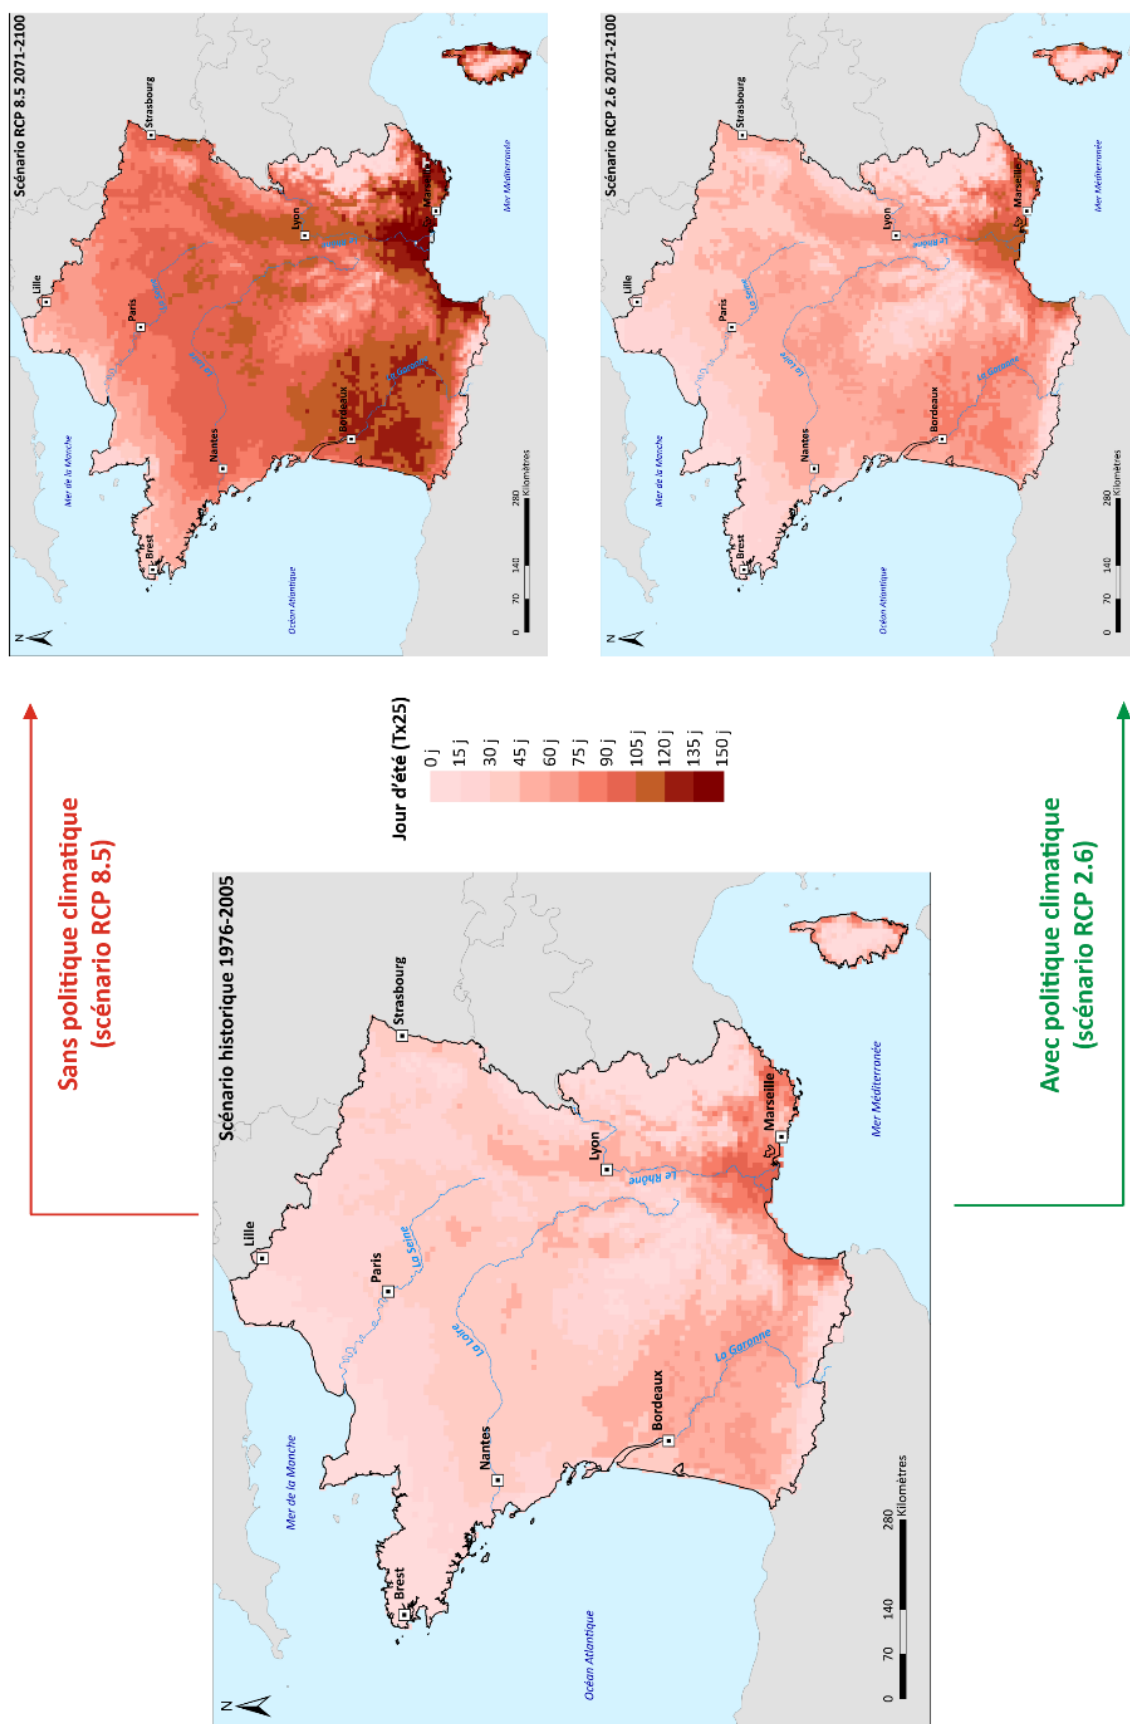 Sans politique climatique
(scénario RCP 8.5)
Scénario historique 1976-2005
N
Mer de la Manche
Océan Atlantique
Mer Méditerranée
Lille
Paris
La Seine
Strasbourg
Brest
Nantes
La Loire
Lyon
Le Rhône
Bordeaux
La Garonne
Marseille
0 70 140 280
Kilomètres
Jour d'été (Tx25)
0 j
15 j
30 j
45 j
60 j
75 j
90 j
105 j
120 j
135 j
150 j
Avec politique climatique
(scénario RCP 2.6)
Scénario RCP 8.5 2071-2100
N
Mer de la Manche
Océan Atlantique
Mer Méditerranée
Lille
Paris
La Seine
Strasbourg
Brest
Nantes
La Loire
Lyon
Le Rhône
Bordeaux
La Garonne
Marseille
0 70 140 280
Kilomètres
Scénario RCP 2.6 2071-2100
N
Mer de la Manche
Océan Atlantique
Mer Méditerranée
Lille
Paris
La Seine
Strasbourg
Brest
Nantes
La Loire
Lyon
Le Rhône
Bordeaux
La Garonne
Marseille
0 70 140 280
Kilomètres